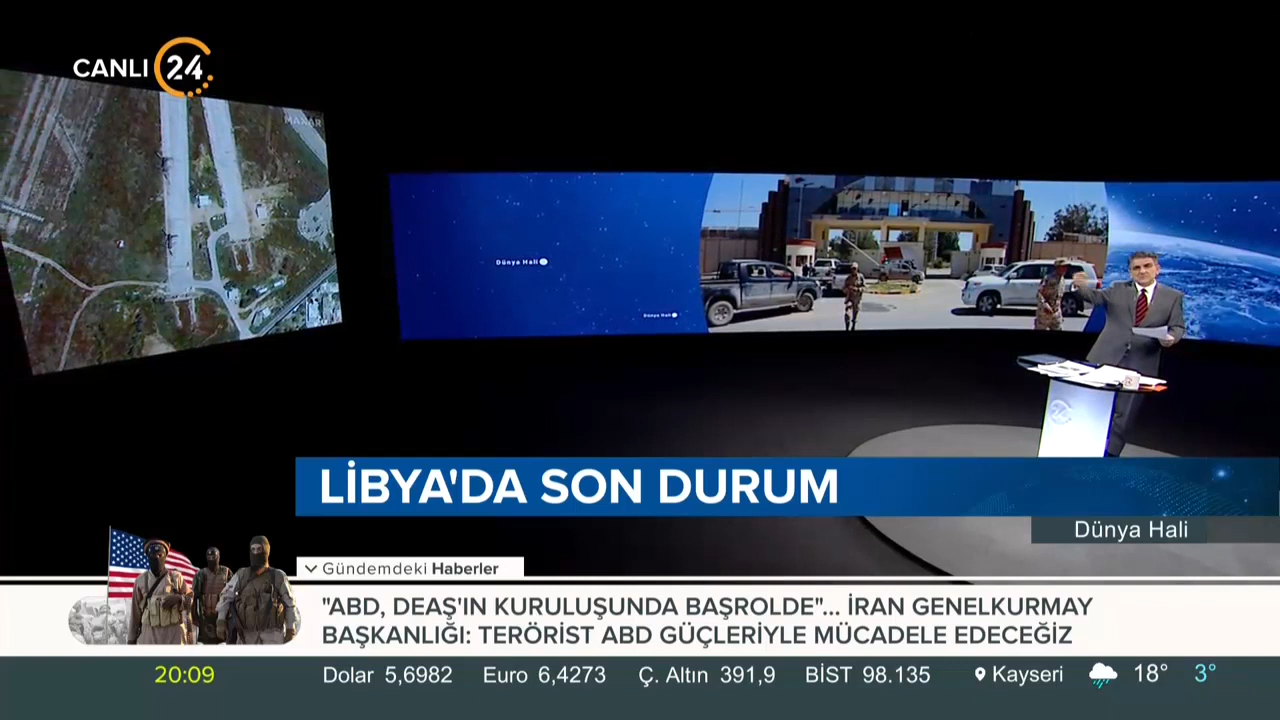 CANLI 24
MAXAR
Dünya Hali
Dünya Hali
24
LİBYA'DA SON DURUM
Dünya Hali
Gündemdeki Haberler
"ABD, DEAŞ'IN KURULUŞUNDA BAŞROLDE"... İRAN GENELKURMAY
BAŞKANLIĞI: TERÖRİST ABD GÜÇLERİYLE MÜCADELE EDECEĞİZ
20:09 Dolar 5,6982 Euro 6,4273 Ç. Altın 391,9 BİST 98.135 Kayseri 18° 3°